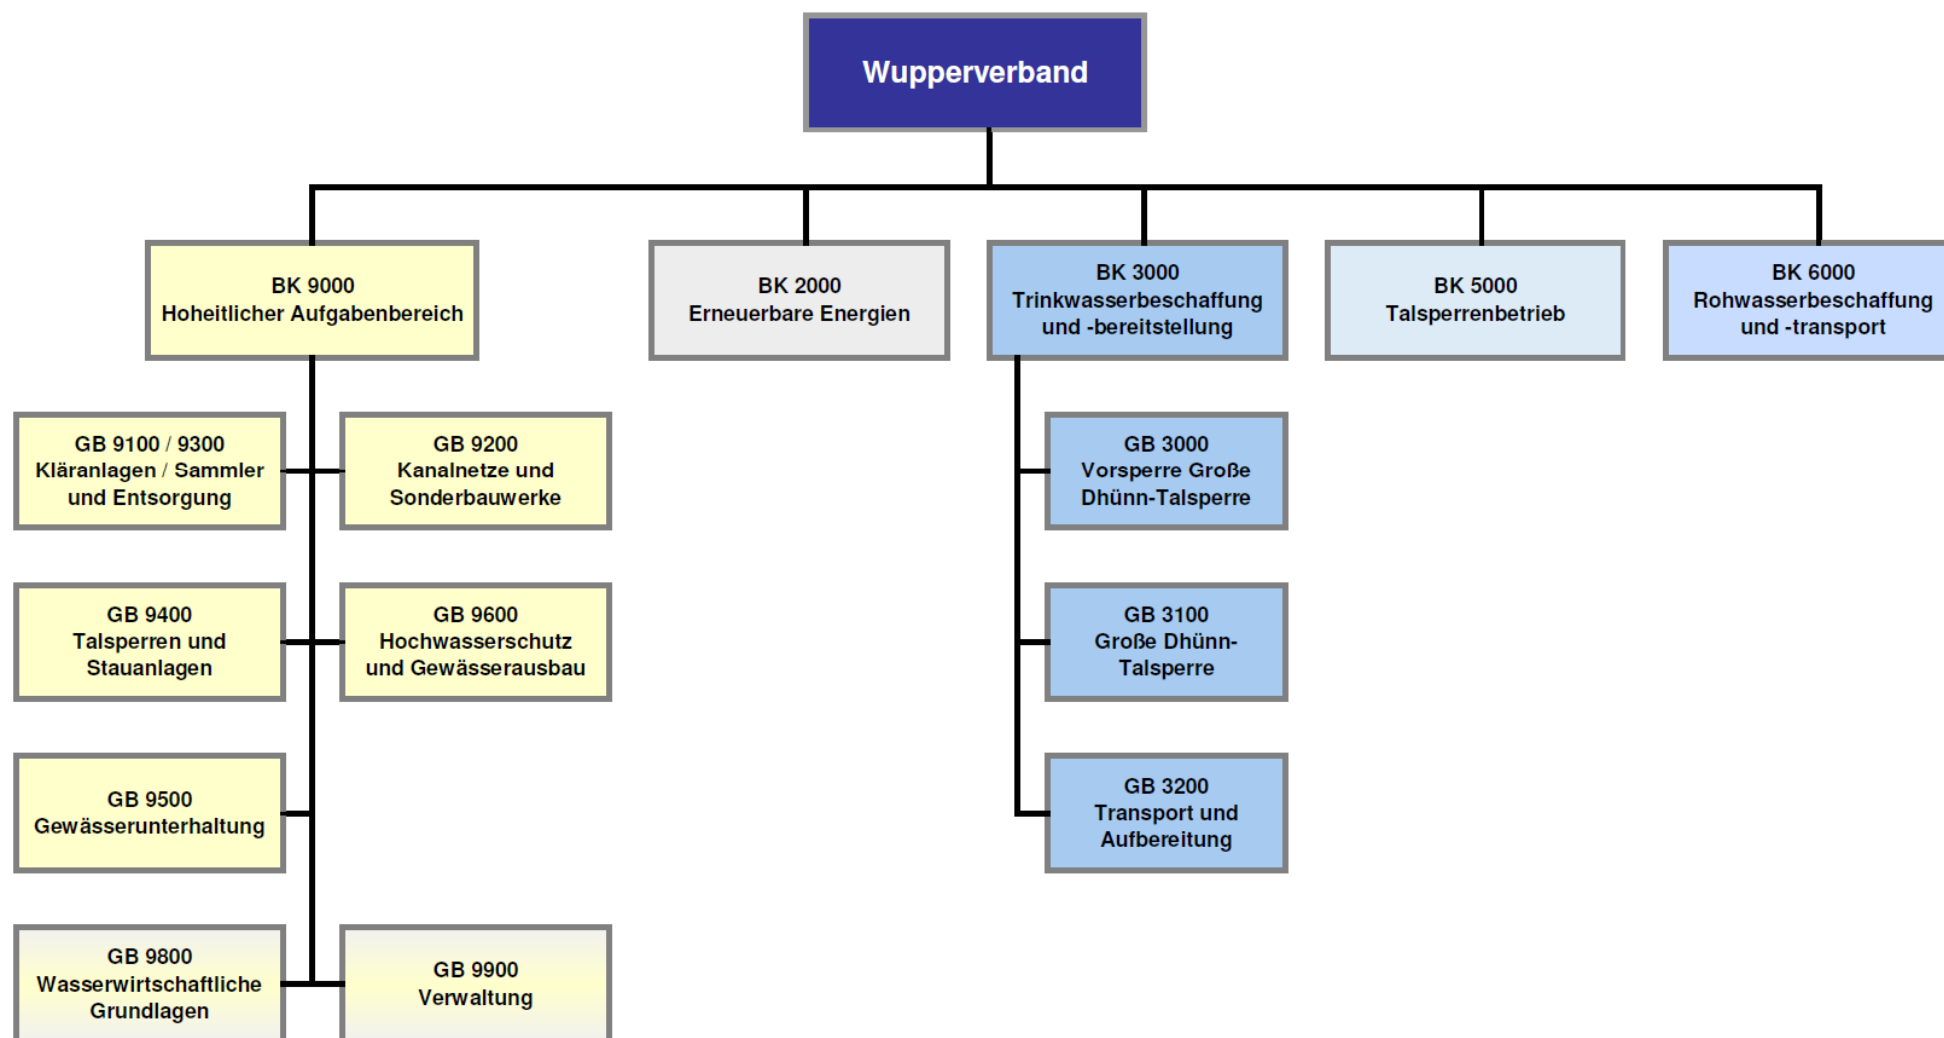 Wupperverband
BK 9000
Hoheitlicher Aufgabenbereich
BK 2000
Erneuerbare Energien
BK 3000
Trinkwasserbeschaffung
und -bereitstellung
BK 5000
Talsperrenbetrieb
BK 6000
Rohwasserbeschaffung
und -transport
GB 9100 / 9300
Kläranlagen / Sammler
und Entsorgung
GB 9200
Kanalnetze und
Sonderbauwerke
GB 3000
Vorsperre Große
Dhünn-Talsperre
GB 9400
Talsperren und
Stauanlagen
GB 9600
Hochwasserschutz
und Gewässerausbau
GB 3100
Große Dhünn-
Talsperre
GB 9500
Gewässerunterhaltung
GB 3200
Transport und
Aufbereitung
GB 9800
Wasserwirtschaftliche
Grundlagen
GB 9900
Verwaltung